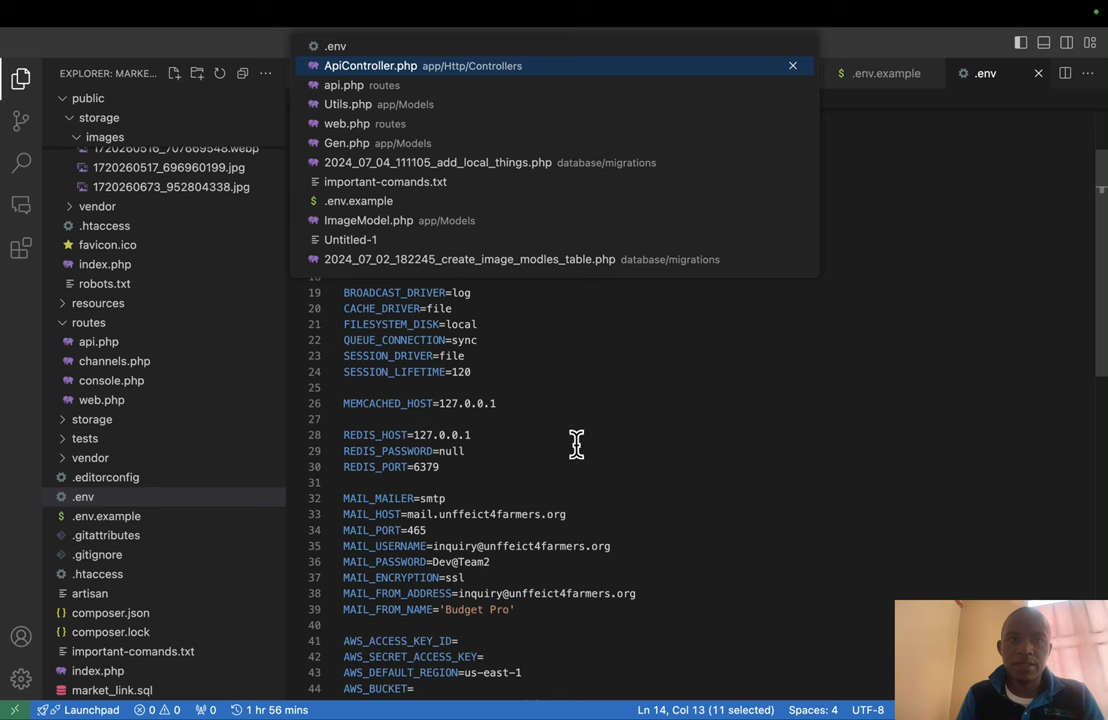 .env
ApiController.php app/Http/Controllers
api.php routes
Utils.php app/Models
web.php routes
Gen.php app/Models
2024_07_04_111105_add_local_things.php database/migrations
important-comands.txt
.env.example
ImageModel.php app/Models
Untitled-1
2024_07_02_182245_create_image_modles_table.php database/migrations
.env.example
.env
EXPLORER: MARKE...
public
storage
images
1720260517_696960199.jpg
1720260673_952804338.jpg
vendor
.htaccess
favicon.ico
index.php
robots.txt
resources
routes
api.php
channels.php
console.php
web.php
storage
tests
vendor
.editorconfig
.env
.env.example
.gitattributes
.gitignore
.htaccess
artisan
composer.json
composer.lock
important-comands.txt
index.php
market_link.sql
19 BROADCAST_DRIVER=log
20 CACHE_DRIVER=file
21 FILESYSTEM_DISK=local
22 QUEUE_CONNECTION=sync
23 SESSION_DRIVER=file
24 SESSION_LIFETIME=120
25
26 MEMCACHED_HOST=127.0.0.1
27
28 REDIS_HOST=127.0.0.1
29 REDIS_PASSWORD=null
30 REDIS_PORT=6379
31
32 MAIL_MAILER=smtp
33 MAIL_HOST=mail.unffeict4farmers.org
34 MAIL_PORT=465
35 MAIL_USERNAME=inquiry@unffeict4farmers.org
36 MAIL_PASSWORD=Dev@Team2
37 MAIL_ENCRYPTION=ssl
38 MAIL_FROM_ADDRESS=inquiry@unffeict4farmers.org
39 MAIL_FROM_NAME='Budget Pro'
40
41 AWS_ACCESS_KEY_ID=
42 AWS_SECRET_ACCESS_KEY=
43 AWS_DEFAULT_REGION=us-east-1
44 AWS_BUCKET=
Launchpad 0 0 0 1 hr 56 mins Ln 14, Col 13 (11 selected) Spaces: 4 UTF-8